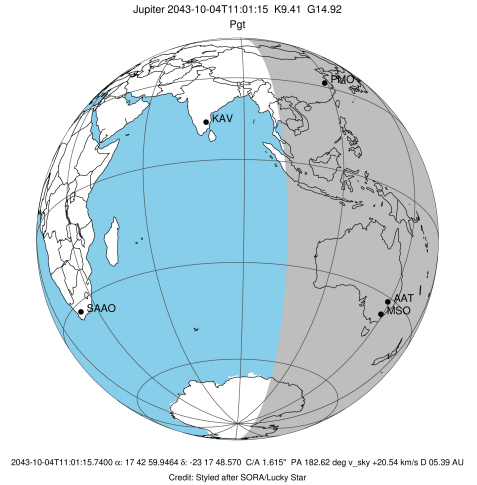 Jupiter 2043-10-04T11:01:15 K9.41 G14.92
Pgt
PMO
KAV
AAT
MSO
SAAO
2043-10-04T11:01:15.7400 α: 17 42 59.9464 δ: -23 17 48.570 C/A 1.615" PA 182.62 deg v_sky +20.54 km/s D 05.39 AU
Credit: Styled after SORA/Lucky Star